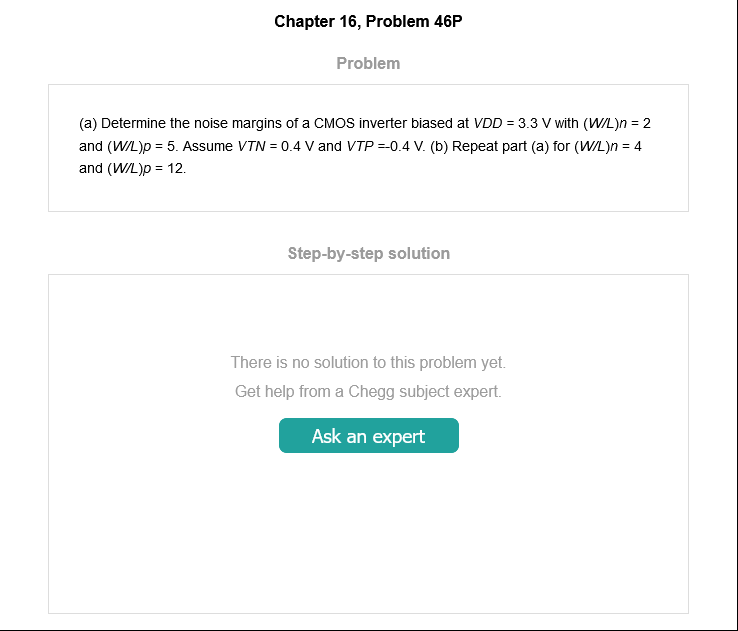 Chapter 16, Problem 46P
Problem
(a) Determine the noise margins of a CMOS inverter biased at VDD = 3.3 V with (W/L)n = 2
and (W/L)p = 5. Assume VTN = 0.4 V and VTP =-0.4 V. (b) Repeat part (a) for (W/L)n = 4
and (W/L)p = 12.
Step-by-step solution
There is no solution to this problem yet.
Get help from a Chegg subject expert.
Ask an expert